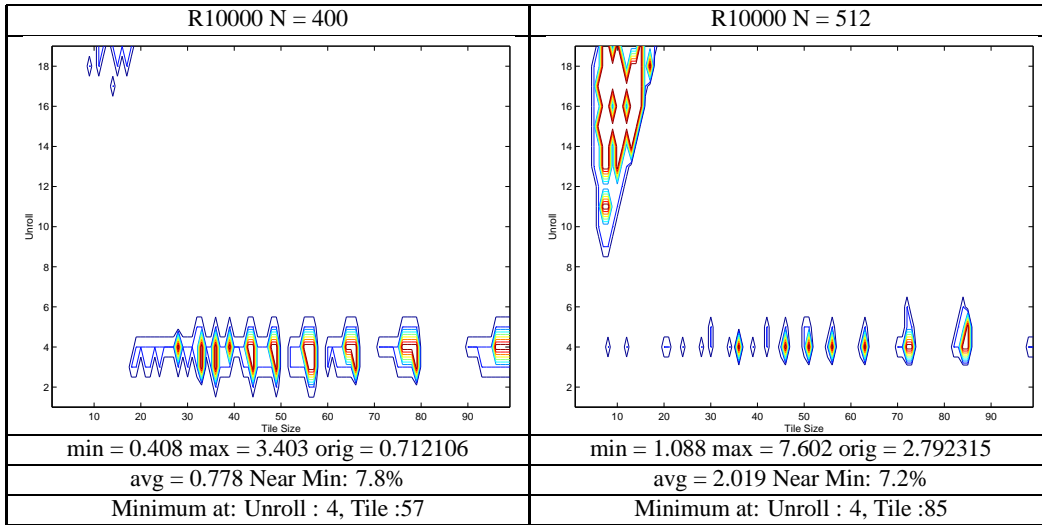 R10000 N = 400
R10000 N = 512
18
16
14
12
10
8
6
4
2
Unroll
10 20 30 40 50 60 70 80 90
Tile Size
18
16
14
12
10
8
6
4
2
Unroll
10 20 30 40 50 60 70 80 90
Tile Size
min = 0.408 max = 3.403 orig = 0.712106
min = 1.088 max = 7.602 orig = 2.792315
avg = 0.778 Near Min: 7.8%
avg = 2.019 Near Min: 7.2%
Minimum at: Unroll : 4, Tile :57
Minimum at: Unroll : 4, Tile :85